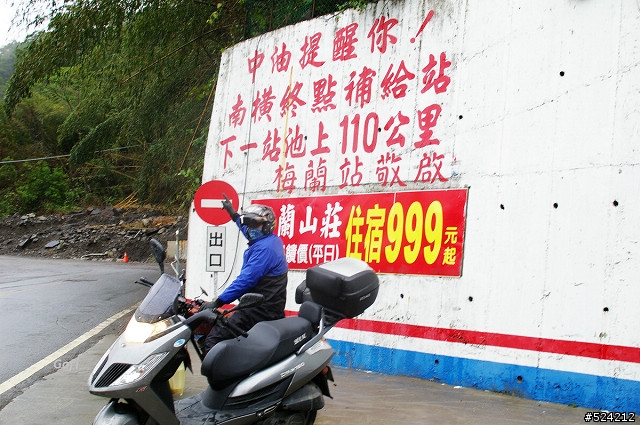 中油提醒你！
南橫終點補給站
下一站池上110公里
梅蘭站敬啟
蘭山莊
價(平日)
住宿999元起
出口
#524212